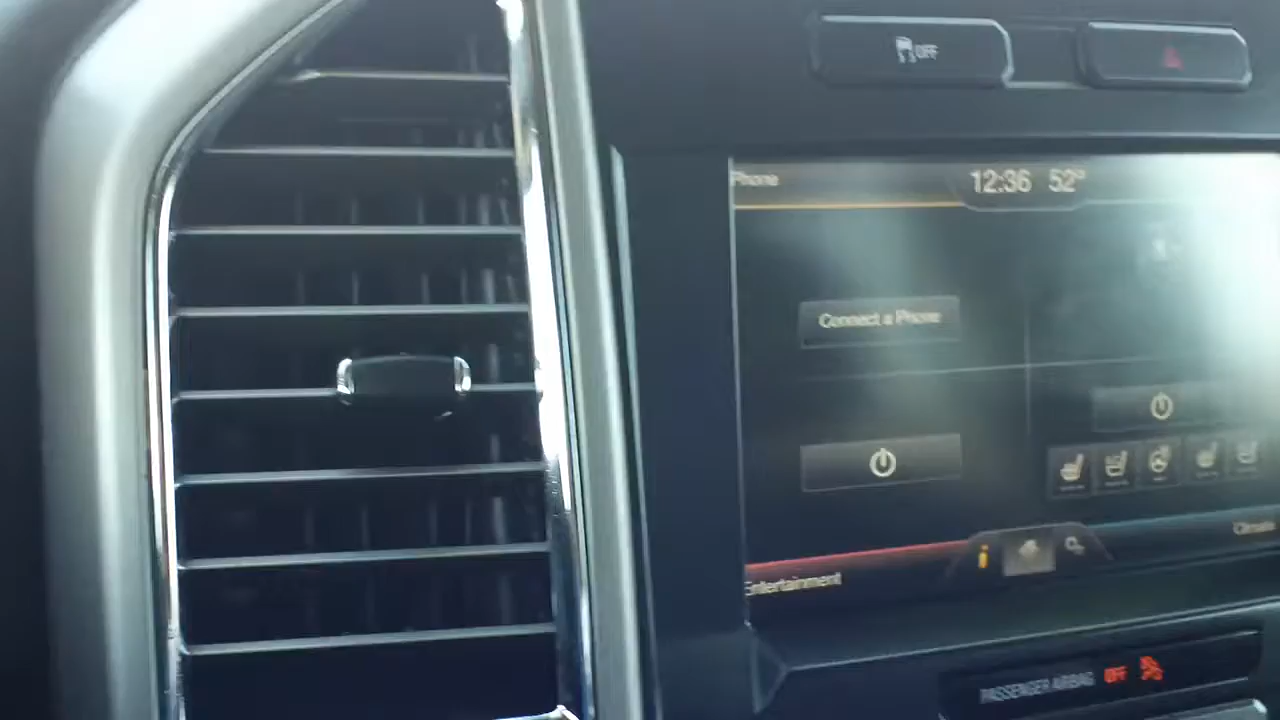 OFF
Phone
12:36 52°
Connect a Phone
Climate
Entertainment
PASSENGER AIRBAG OFF